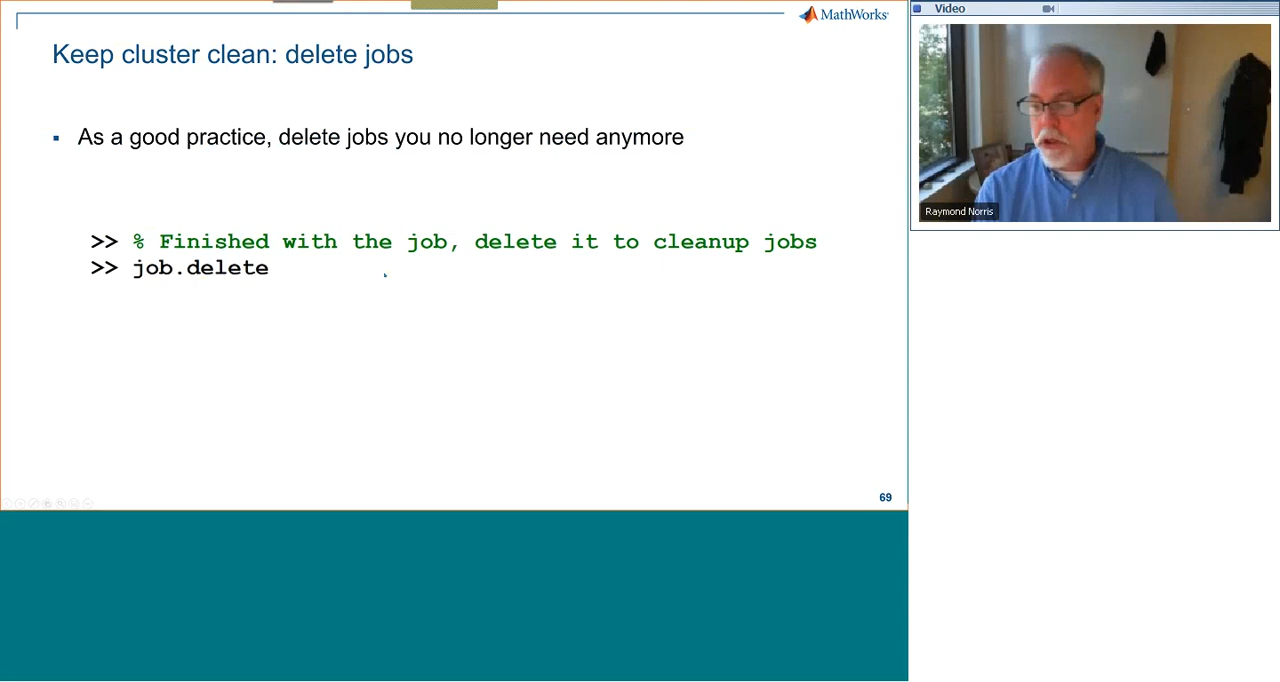 MathWorks
Keep cluster clean: delete jobs
▪ As a good practice, delete jobs you no longer need anymore
>> % Finished with the job, delete it to cleanup jobs
>> job.delete
69
Video
Raymond Norris